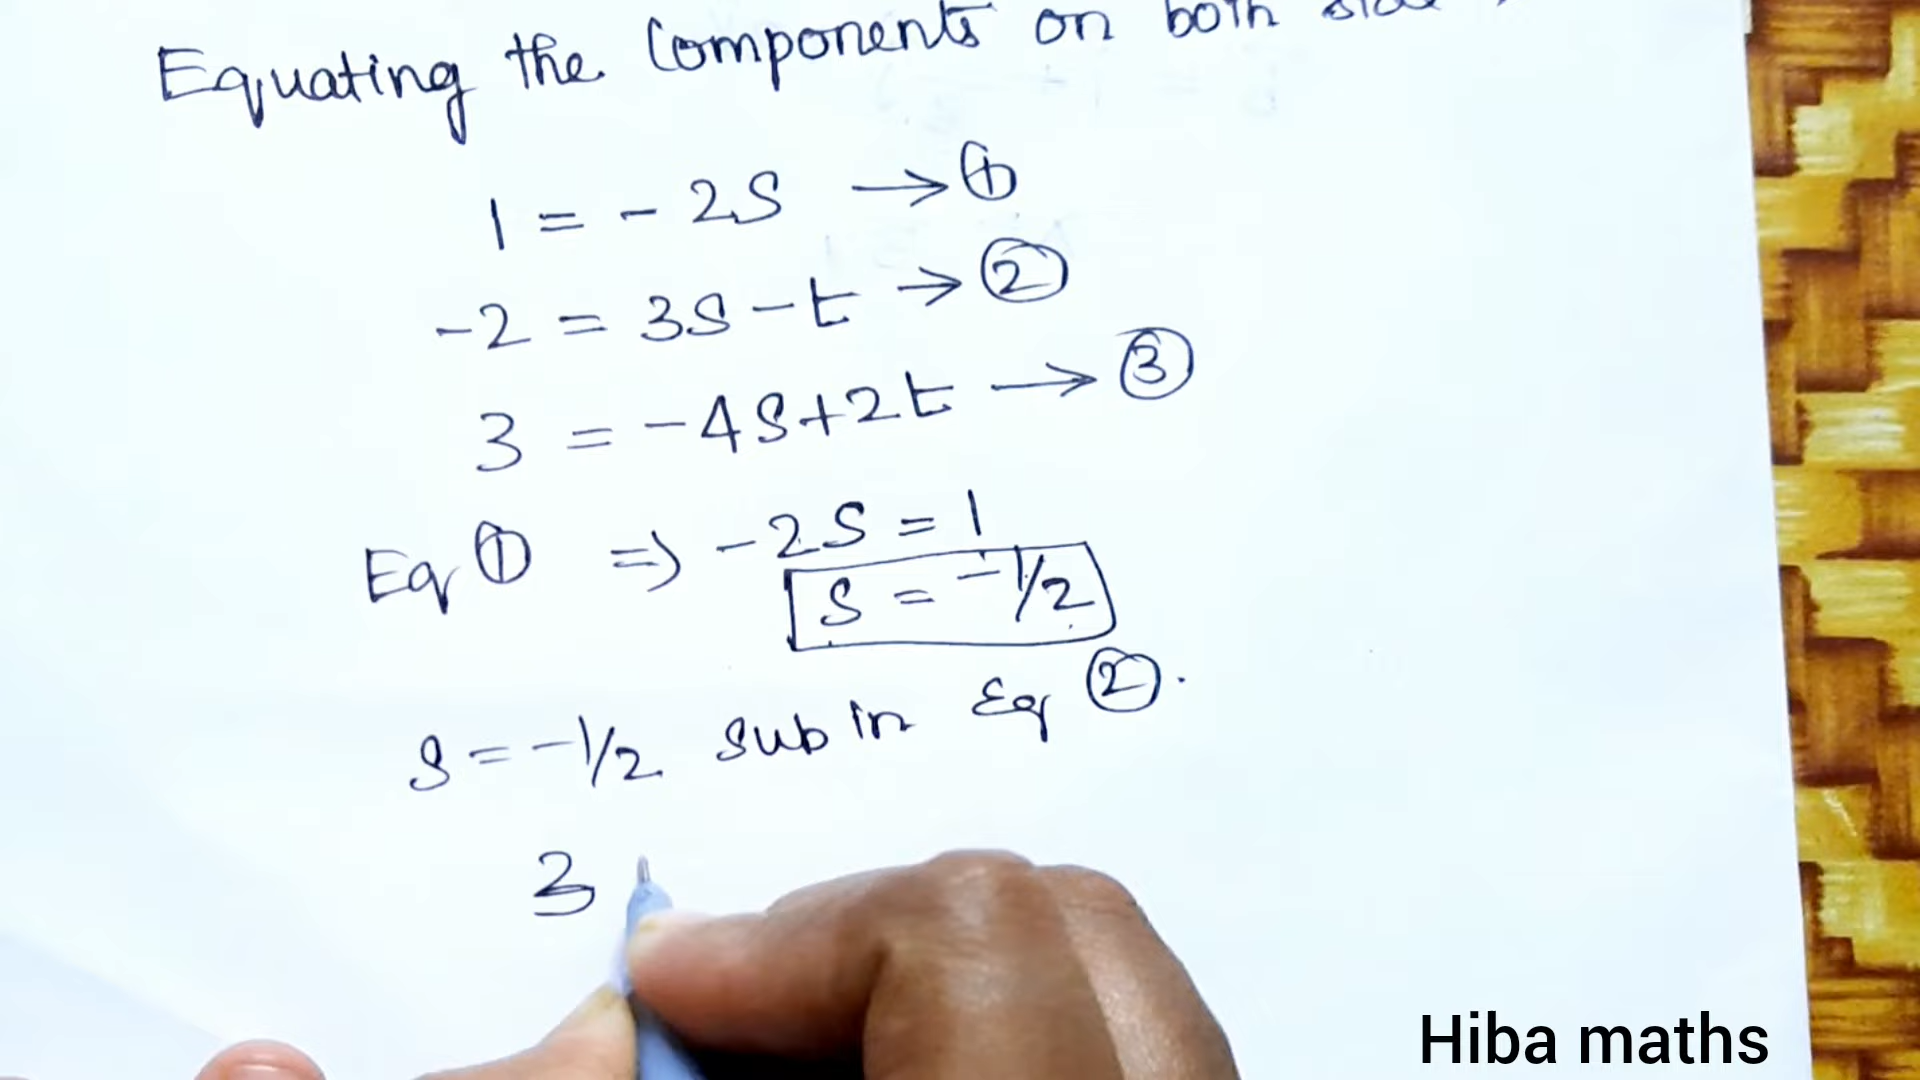 Equating the Components on both
1 = - 2S → ①
-2 = 3S - t → ②
3 = -4S + 2t → ③
Eq ① ⇒ -2S = 1
S = -1/2
S = -1/2 sub in Eq ②.
3
Hiba maths